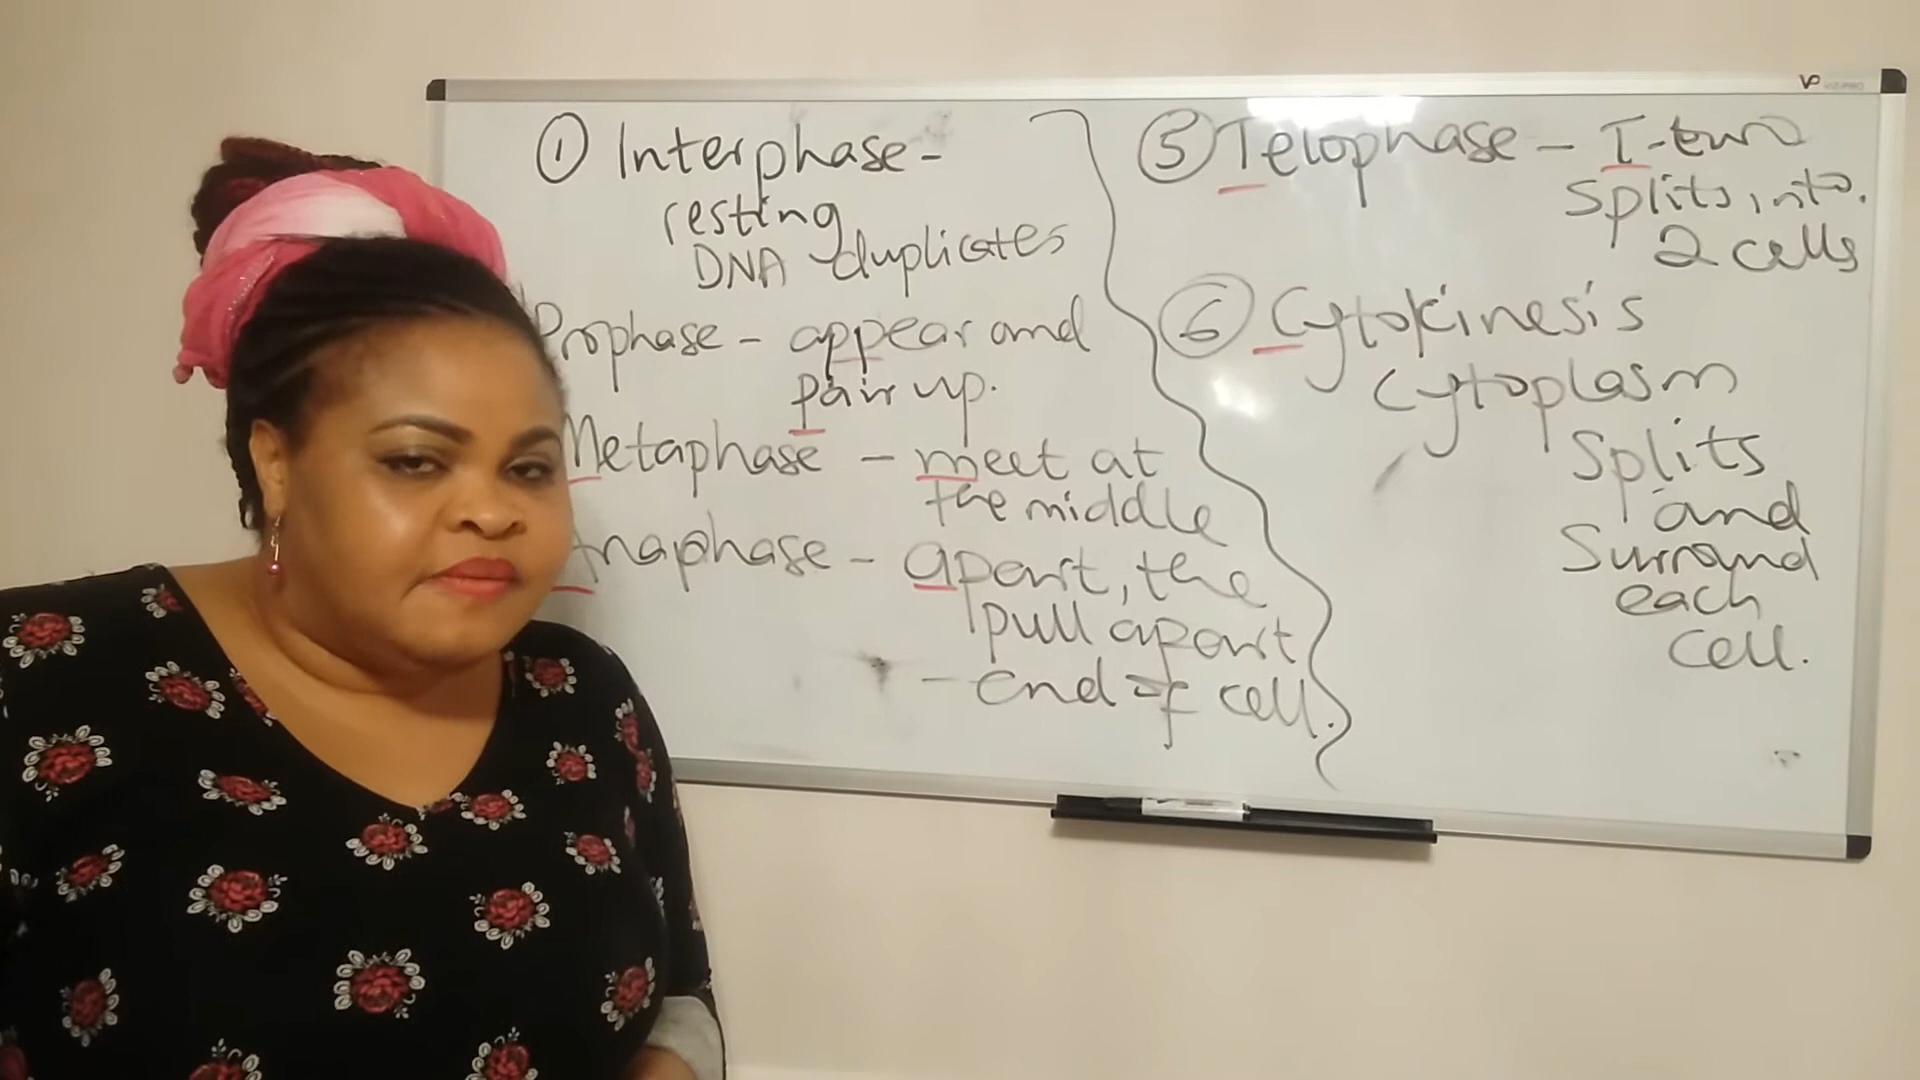 ① Interphase -
resting
DNA duplicates
Prophase - appear and
pair up.
Metaphase - meet at
the middle
Anaphase - apart, the
pull apart
- end of cell.
⑤ Telophase - T-two
Splits into.
2 cells
⑥ Cytokinesis
Cytoplasm
Splits
and
Surround
each
cell.